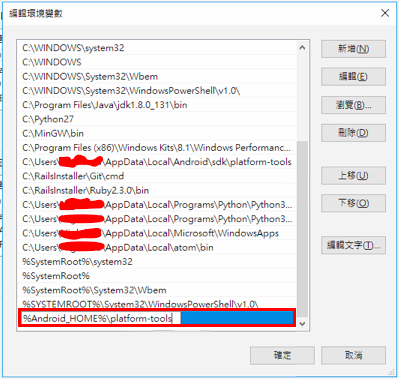 編輯環境變數
C:\WINDOWS\system32
C:\WINDOWS
C:\WINDOWS\System32\Wbem
C:\WINDOWS\System32\WindowsPowerShell\v1.0\
C:\Program Files\Java\jdk1.8.0_131\bin
C:\Python27
C:\MinGW\bin
C:\Program Files (x86)\Windows Kits\8.1\Windows Performanc...
C:\Users\ \AppData\Local\Android\sdk\platform-tools
C:\RailsInstaller\Git\cmd
C:\RailsInstaller\Ruby2.3.0\bin
C:\Users\ \AppData\Local\Programs\Python\Python3...
C:\Users\ \AppData\Local\Programs\Python\Python3...
C:\Users\ \AppData\Local\Microsoft\WindowsApps
C:\Users\ \AppData\Local\atom\bin
%SystemRoot%\system32
%SystemRoot%
%SystemRoot%\System32\Wbem
%SYSTEMROOT%\System32\WindowsPowerShell\v1.0\
%Android_HOME%\platform-tools
新增(N)
編輯(E)
瀏覽(B)...
刪除(D)
上移(U)
下移(O)
編輯文字(T)...
確定
取消